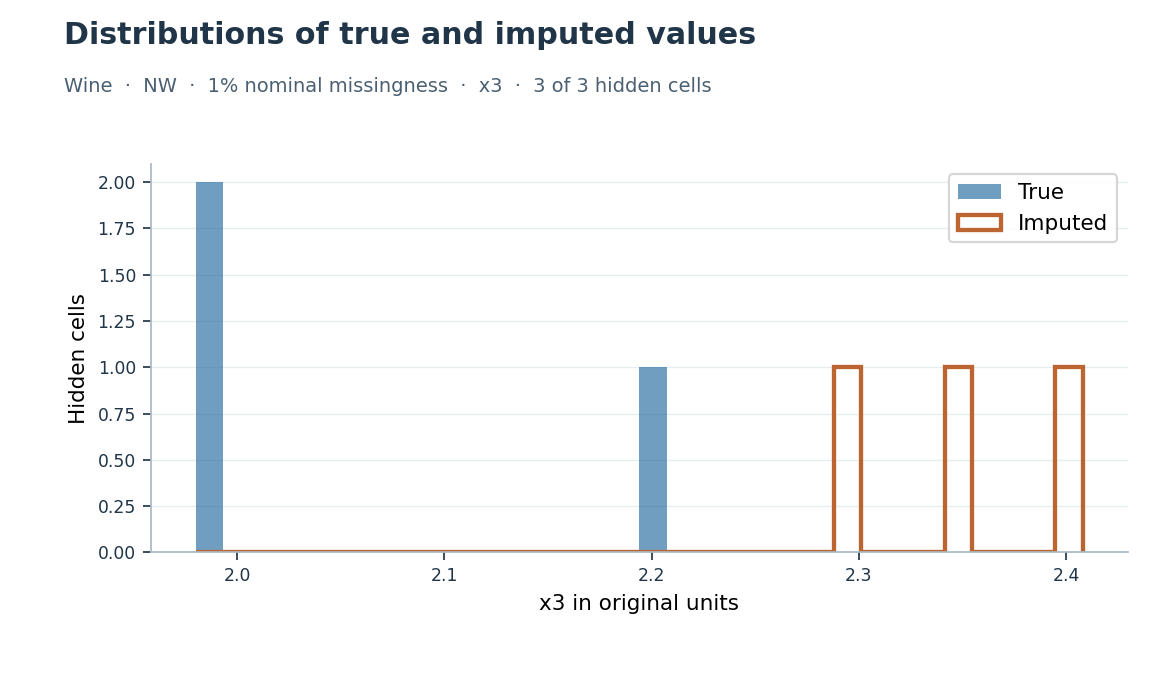 Distributions of true and imputed values
Wine · NW · 1% nominal missingness · x3 · 3 of 3 hidden cells
2.00
1.75
1.50
1.25
1.00
0.75
0.50
0.25
0.00
Hidden cells
True
Imputed
2.0 2.1 2.2 2.3 2.4
x3 in original units